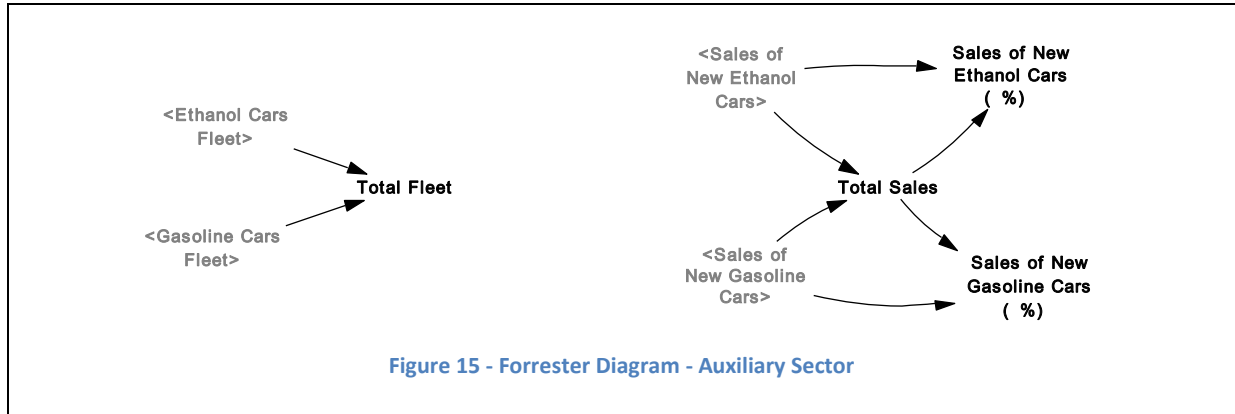 <Ethanol Cars
Fleet>
Total Fleet
<Gasoline Cars
Fleet>
<Sales of
New Ethanol
Cars>
Sales of New
Ethanol Cars
( %)
Total Sales
<Sales of
New Gasoline
Cars>
Sales of New
Gasoline Cars
( %)
Figure 15 - Forrester Diagram - Auxiliary Sector